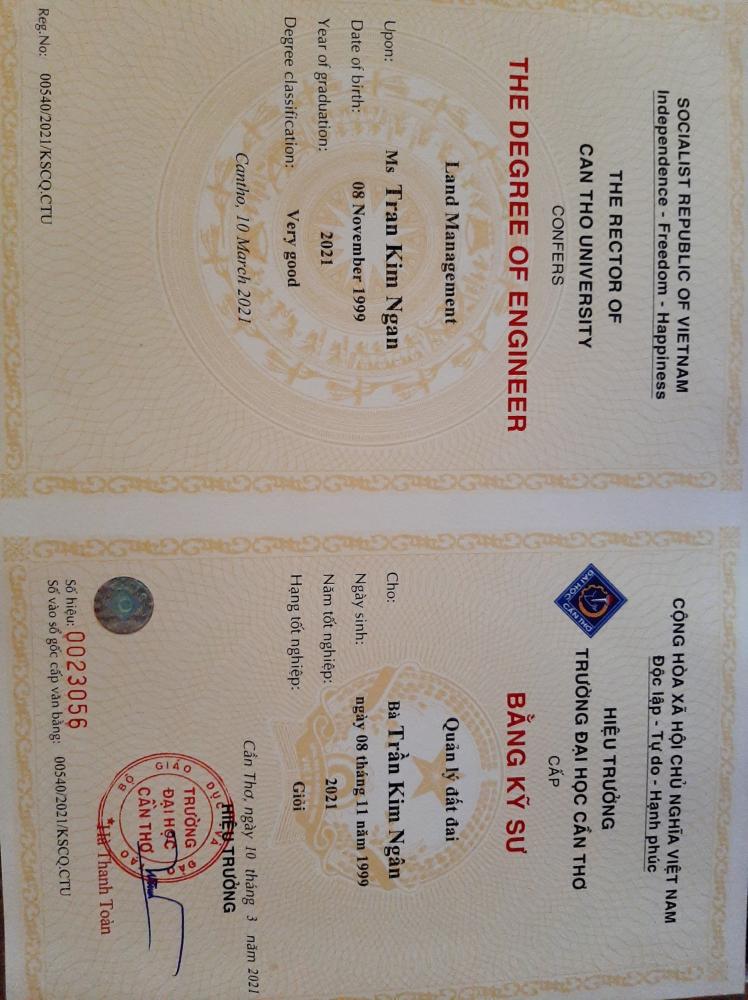 SOCIALIST REPUBLIC OF VIETNAM
Independence - Freedom - Happiness
THE RECTOR OF
CAN THO UNIVERSITY
CONFERS
THE DEGREE OF ENGINEER
Land Management
Upon: Ms Tran Kim Ngan
Date of birth: 08 November 1999
Year of graduation: 2021
Degree classification: Very good
Cantho, 10 March 2021
Reg.No: 00540/2021/KSCQ.CTU
CỘNG HÒA XÃ HỘI CHỦ NGHĨA VIỆT NAM
Độc lập - Tự do - Hạnh phúc
ĐẠI HỌC CẦN THƠ
HIỆU TRƯỞNG
TRƯỜNG ĐẠI HỌC CẦN THƠ
CẤP
BẰNG KỸ SƯ
Quản lý đất đai
Cho: Bà Trần Kim Ngân
Ngày sinh: ngày 08 tháng 11 năm 1999
Năm tốt nghiệp: 2021
Hạng tốt nghiệp: Giỏi
Cần Thơ, ngày 10 tháng 3 năm 2021
HIỆU TRƯỞNG
BỘ GIÁO DỤC VÀ ĐÀO TẠO
TRƯỜNG
ĐẠI HỌC
CẦN THƠ
Hà Thanh Toàn
Số hiệu: 0023056
Số vào sổ gốc cấp văn bằng: 00540/2021/KSCQ.CTU